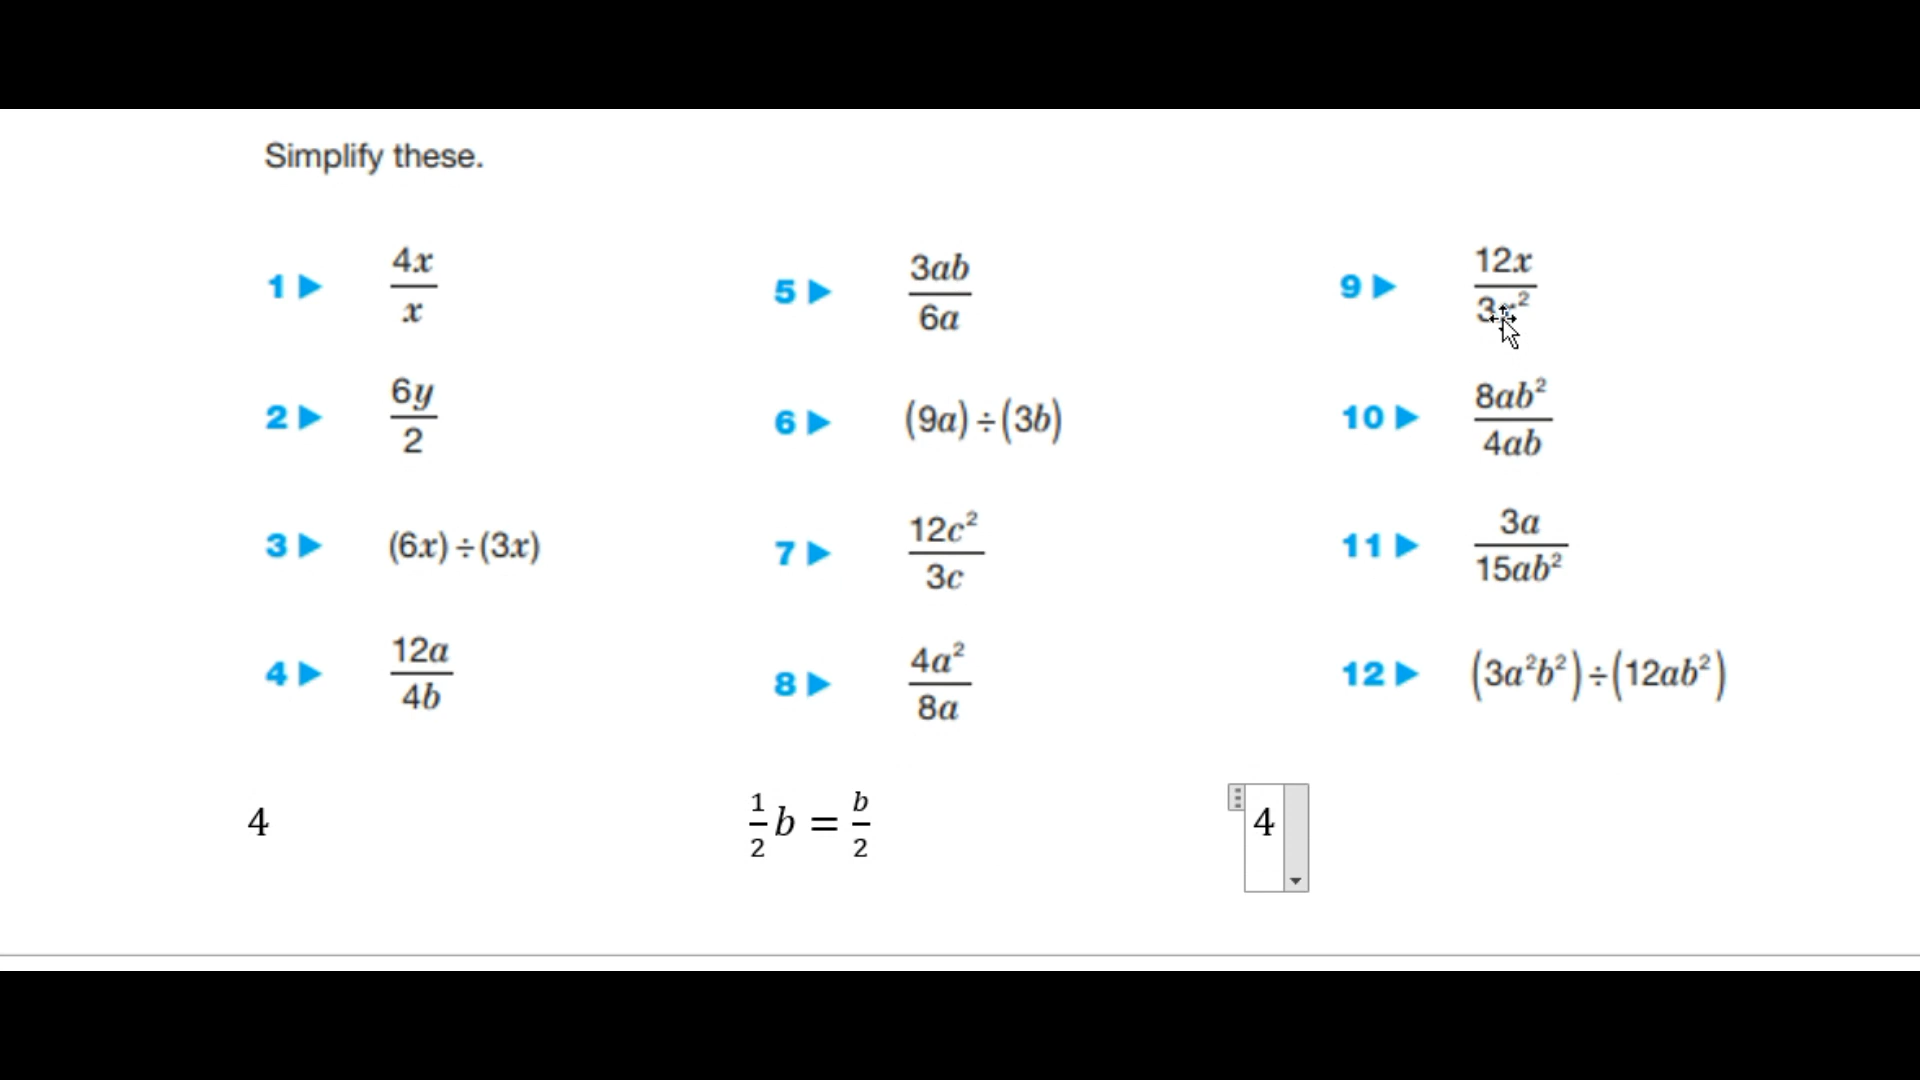 Simplify these.
1 ▶ 4x/x
2 ▶ 6y/2
3 ▶ (6x) ÷ (3x)
4 ▶ 12a/4b
5 ▶ 3ab/6a
6 ▶ (9a) ÷ (3b)
7 ▶ 12c²/3c
8 ▶ 4a²/8a
9 ▶ 12x/3x²
10 ▶ 8ab²/4ab
11 ▶ 3a/15ab²
12 ▶ (3a²b²) ÷ (12ab²)
4
1/2 b = b/2
4